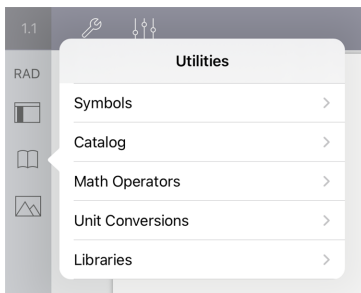 1.1
RAD
Utilities
Symbols
Catalog
Math Operators
Unit Conversions
Libraries